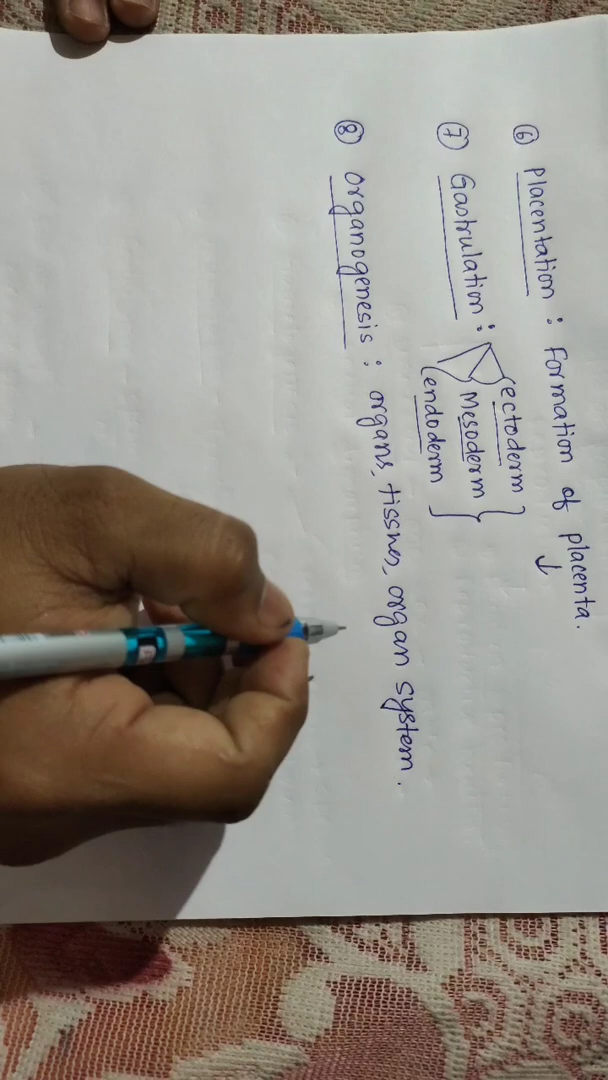 ⑥ Placentation : Formation of placenta.
↓
⑦ Gastrulation : ectoderm
Mesoderm
endoderm
⑧ Organogenesis : organs, tissues, organ system.